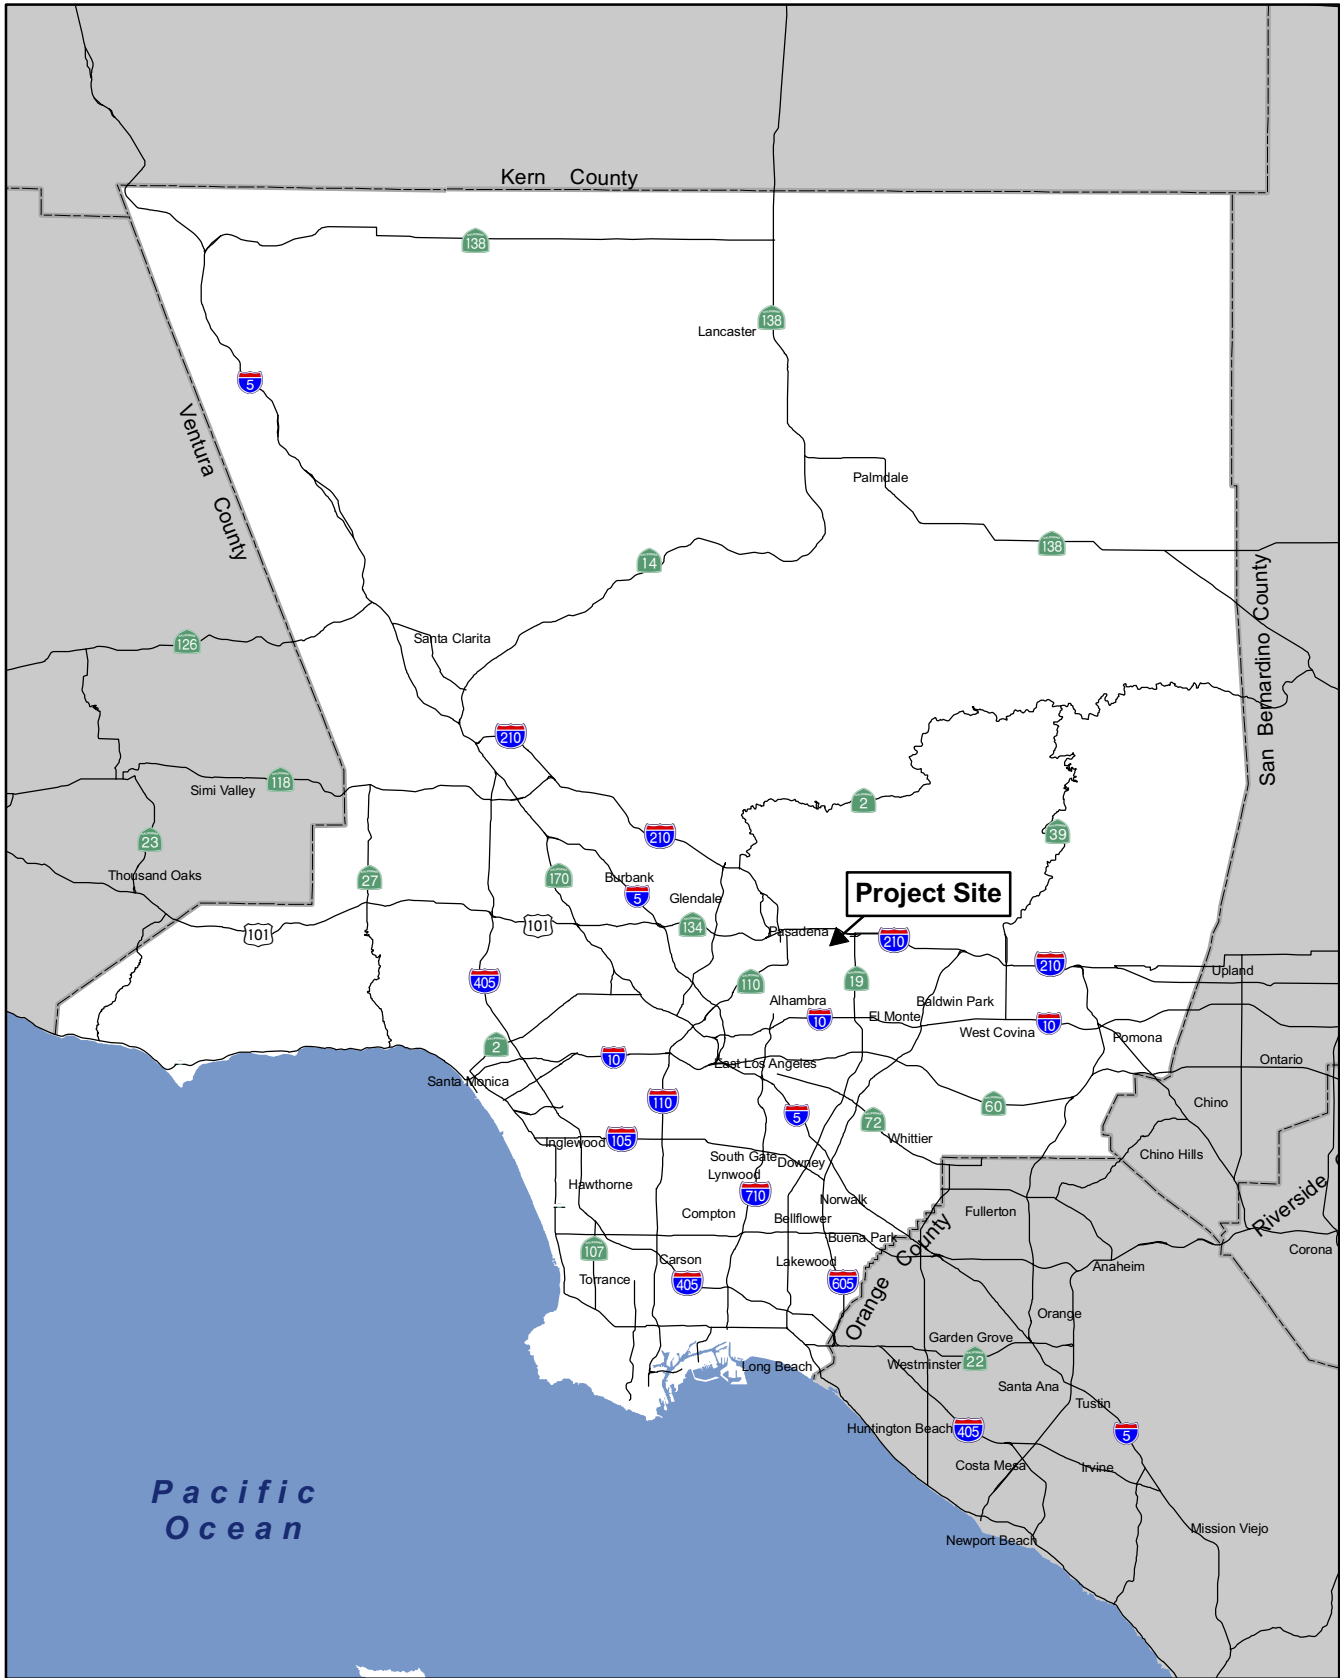 Kern County
138
138
Lancaster
5
Ventura County
Palmdale
138
14
San Bernardino County
126
Santa Clarita
210
118
Simi Valley
2
39
23
210
Thousand Oaks
27
170
Burbank
5
Glendale
Project Site
134
101
101
Pasadena
210
210
Upland
405
110
19
Alhambra
Baldwin Park
10
El Monte
West Covina
10
Pomona
2
10
East Los Angeles
Ontario
Santa Monica
110
5
60
Chino
72
Inglewood
105
Whittier
South Gate
Downey
Chino Hills
Lynwood
Hawthorne
710
Norwalk
Riverside
Compton
Bellflower
Fullerton
Buena Park
Orange County
107
Carson
Lakewood
Anaheim
Corona
Torrance
405
605
Orange
Garden Grove
Long Beach
Westminster
22
Santa Ana
Tustin
Huntington Beach
405
5
Costa Mesa
Irvine
Pacific
Ocean
Mission Viejo
Newport Beach